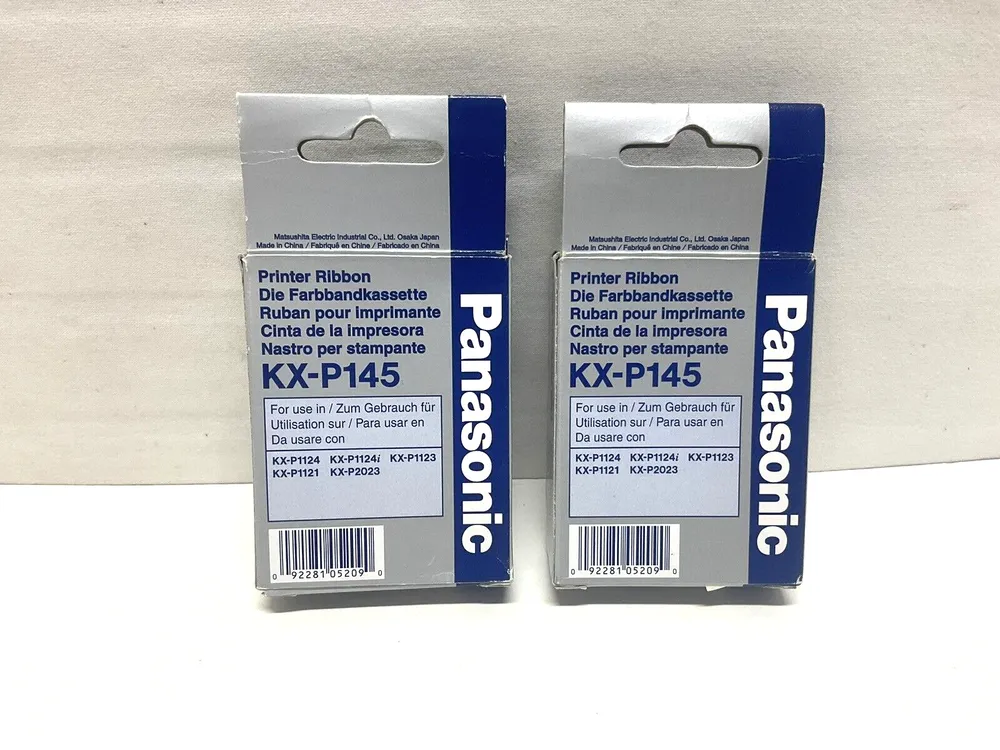 Matsushita Electric Industrial Co., Ltd. Osaka Japan
Made in China / Fabriqué en Chine / Fabricado en China
Printer Ribbon
Die Farbbandkassette
Ruban pour imprimante
Cinta de la impresora
Nastro per stampante
KX-P145
For use in / Zum Gebrauch für
Utilisation sur / Para usar en
Da usare con
KX-P1124 KX-P1124i KX-P1123
KX-P1121 KX-P2023
0 92281 05209 0
Panasonic
Matsushita Electric Industrial Co., Ltd. Osaka Japan
Made in China / Fabriqué en Chine / Fabricado en China
Printer Ribbon
Die Farbbandkassette
Ruban pour imprimante
Cinta de la impresora
Nastro per stampante
KX-P145
For use in / Zum Gebrauch für
Utilisation sur / Para usar en
Da usare con
KX-P1124 KX-P1124i KX-P1123
KX-P1121 KX-P2023
0 92281 05209 0
Panasonic